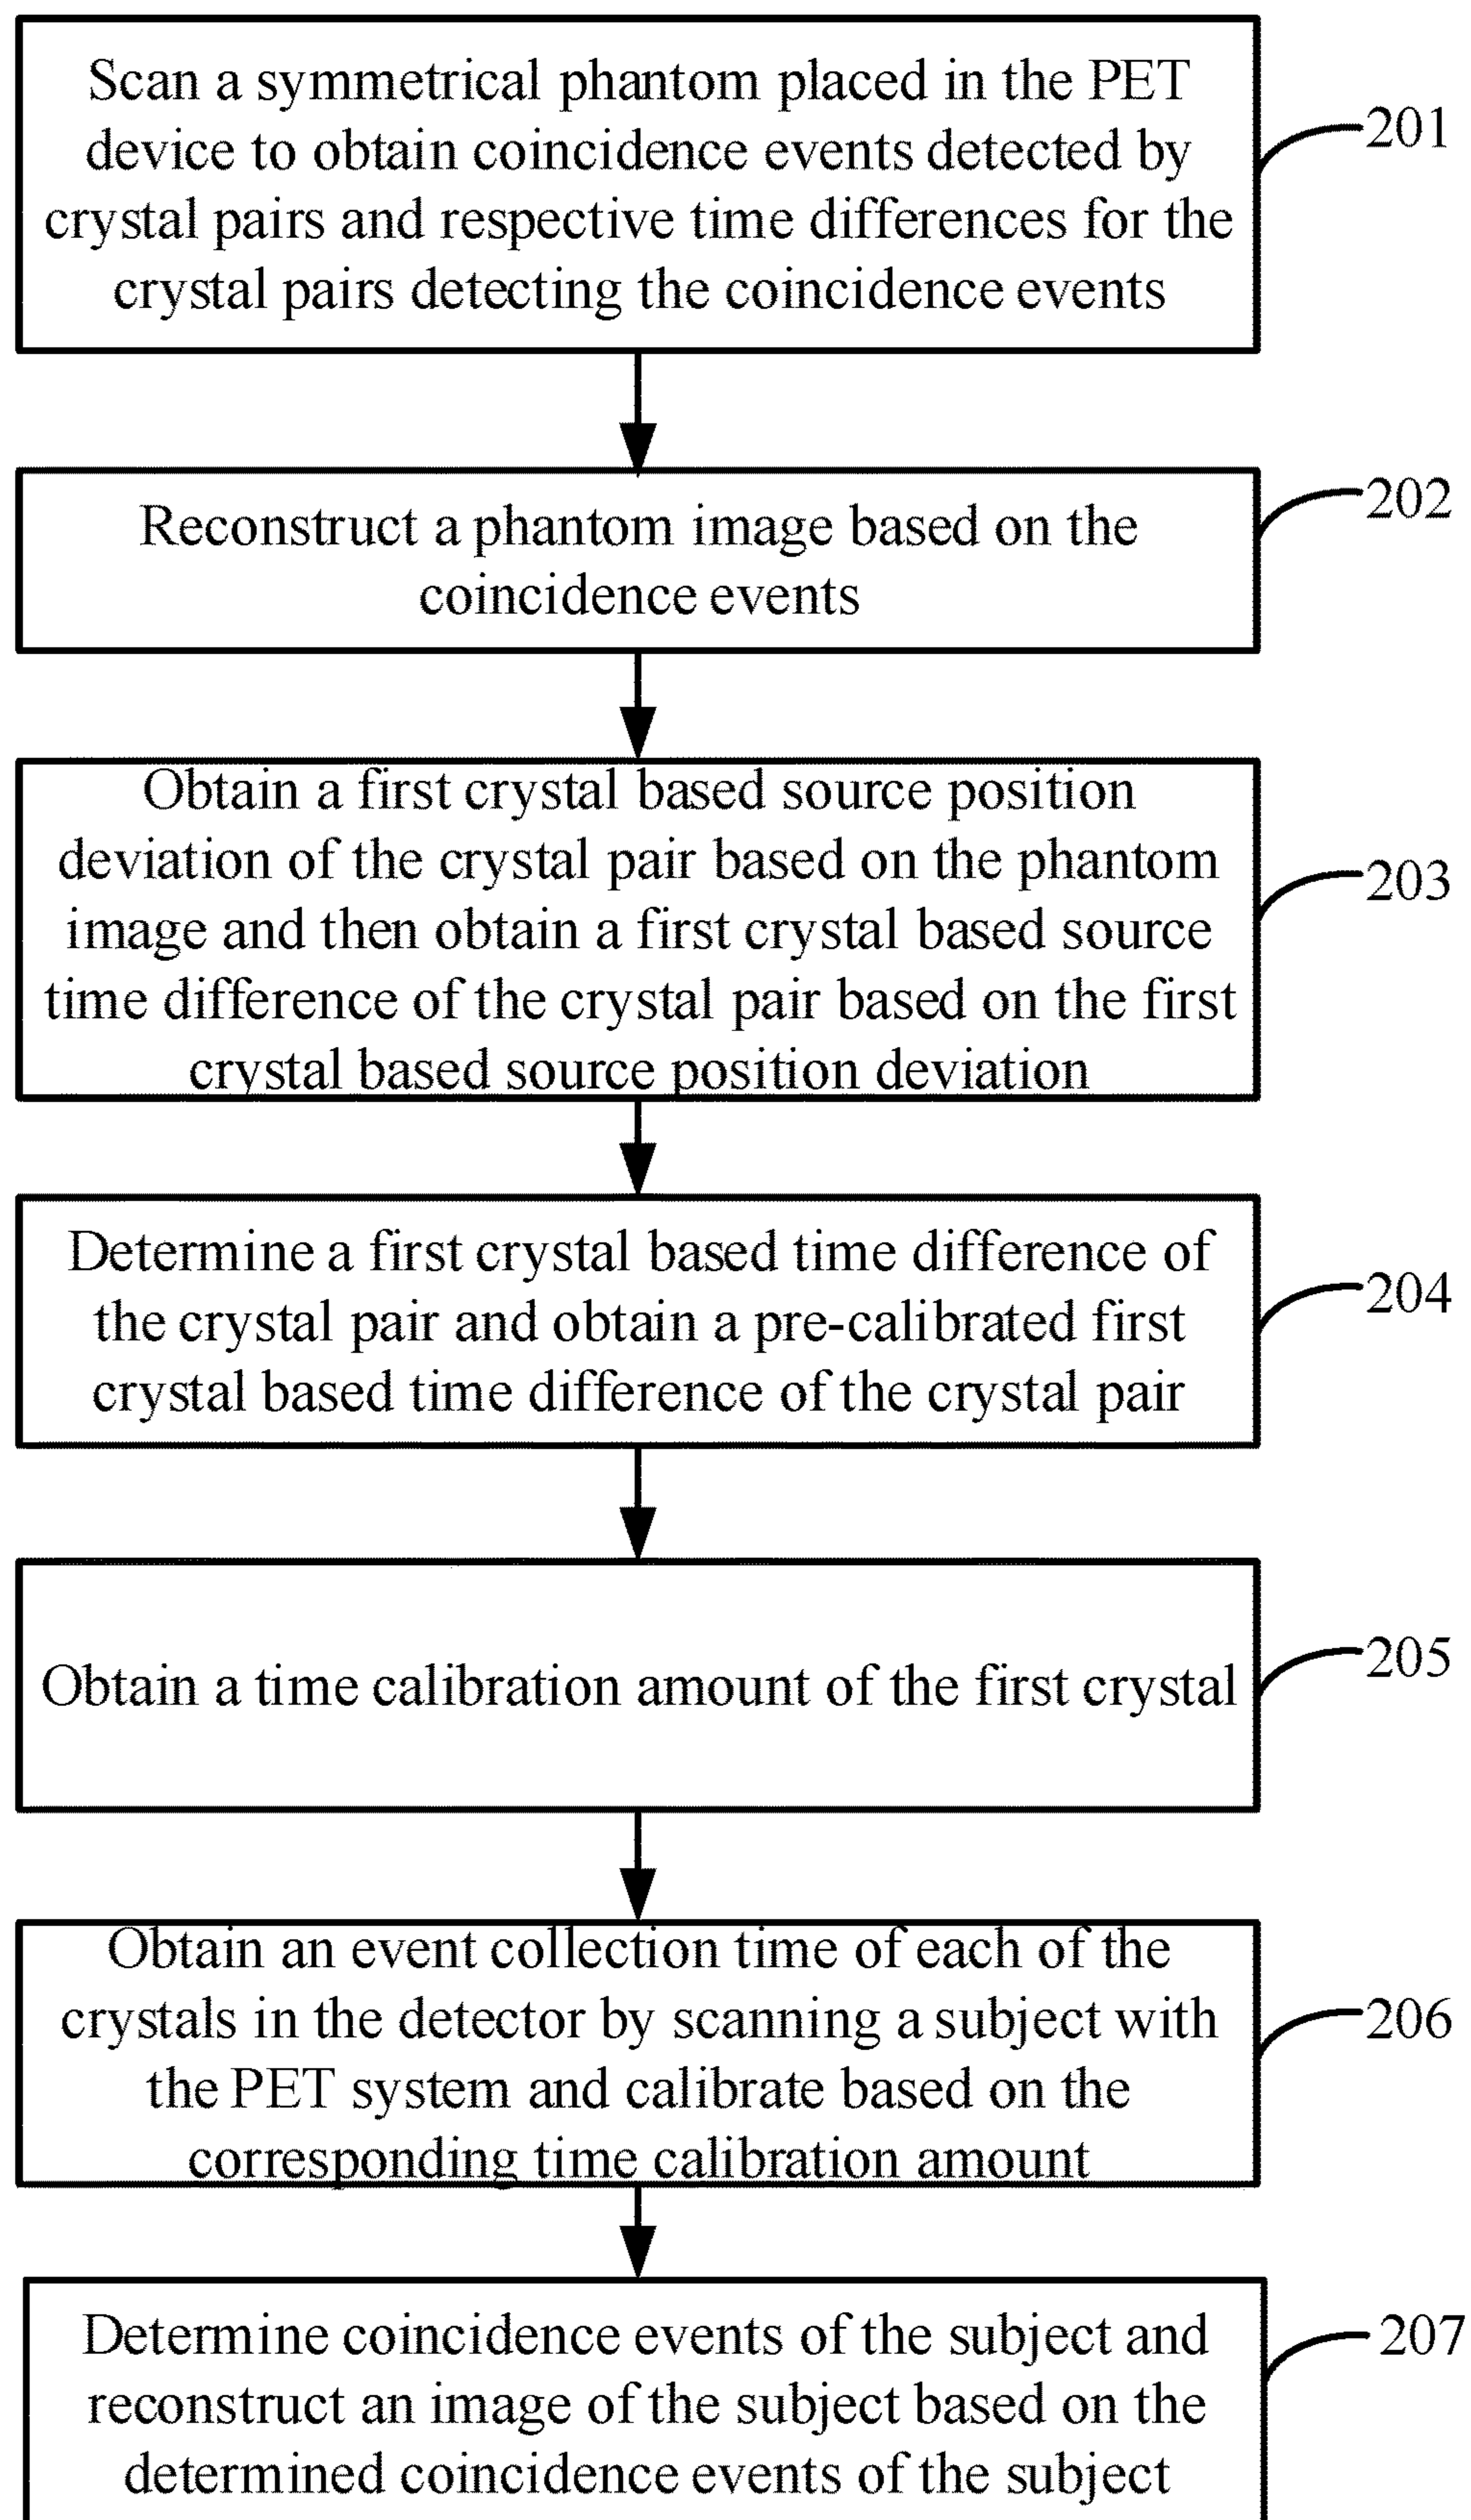 Scan a symmetrical phantom placed in the PET
device to obtain coincidence events detected by
crystal pairs and respective time differences for the
crystal pairs detecting the coincidence events
201
Reconstruct a phantom image based on the
coincidence events
202
Obtain a first crystal based source position
deviation of the crystal pair based on the phantom
image and then obtain a first crystal based source
time difference of the crystal pair based on the first
crystal based source position deviation
203
Determine a first crystal based time difference of
the crystal pair and obtain a pre-calibrated first
crystal based time difference of the crystal pair
204
Obtain a time calibration amount of the first crystal
205
Obtain an event collection time of each of the
crystals in the detector by scanning a subject with
the PET system and calibrate based on the
corresponding time calibration amount
206
Determine coincidence events of the subject and
reconstruct an image of the subject based on the
determined coincidence events of the subject
207